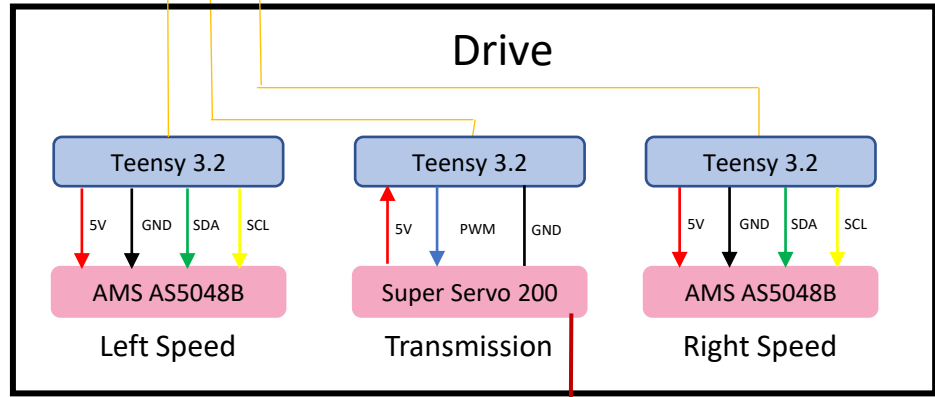 Drive
Teensy 3.2
Teensy 3.2
Teensy 3.2
5V
GND
SDA
SCL
5V
PWM
GND
5V
GND
SDA
SCL
AMS AS5048B
Super Servo 200
AMS AS5048B
Left Speed
Transmission
Right Speed